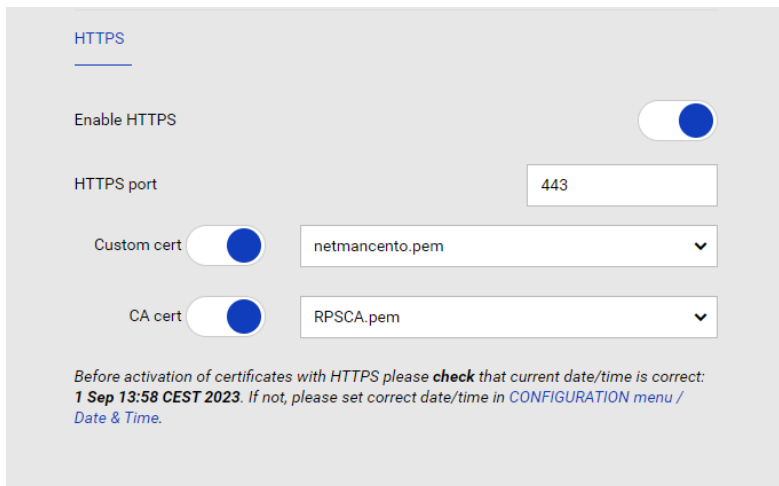 HTTPS
Enable HTTPS
HTTPS port 443
Custom cert netmancento.pem
CA cert RPSCA.pem
Before activation of certificates with HTTPS please check that current date/time is correct:
1 Sep 13:58 CEST 2023. If not, please set correct date/time in CONFIGURATION menu /
Date & Time.